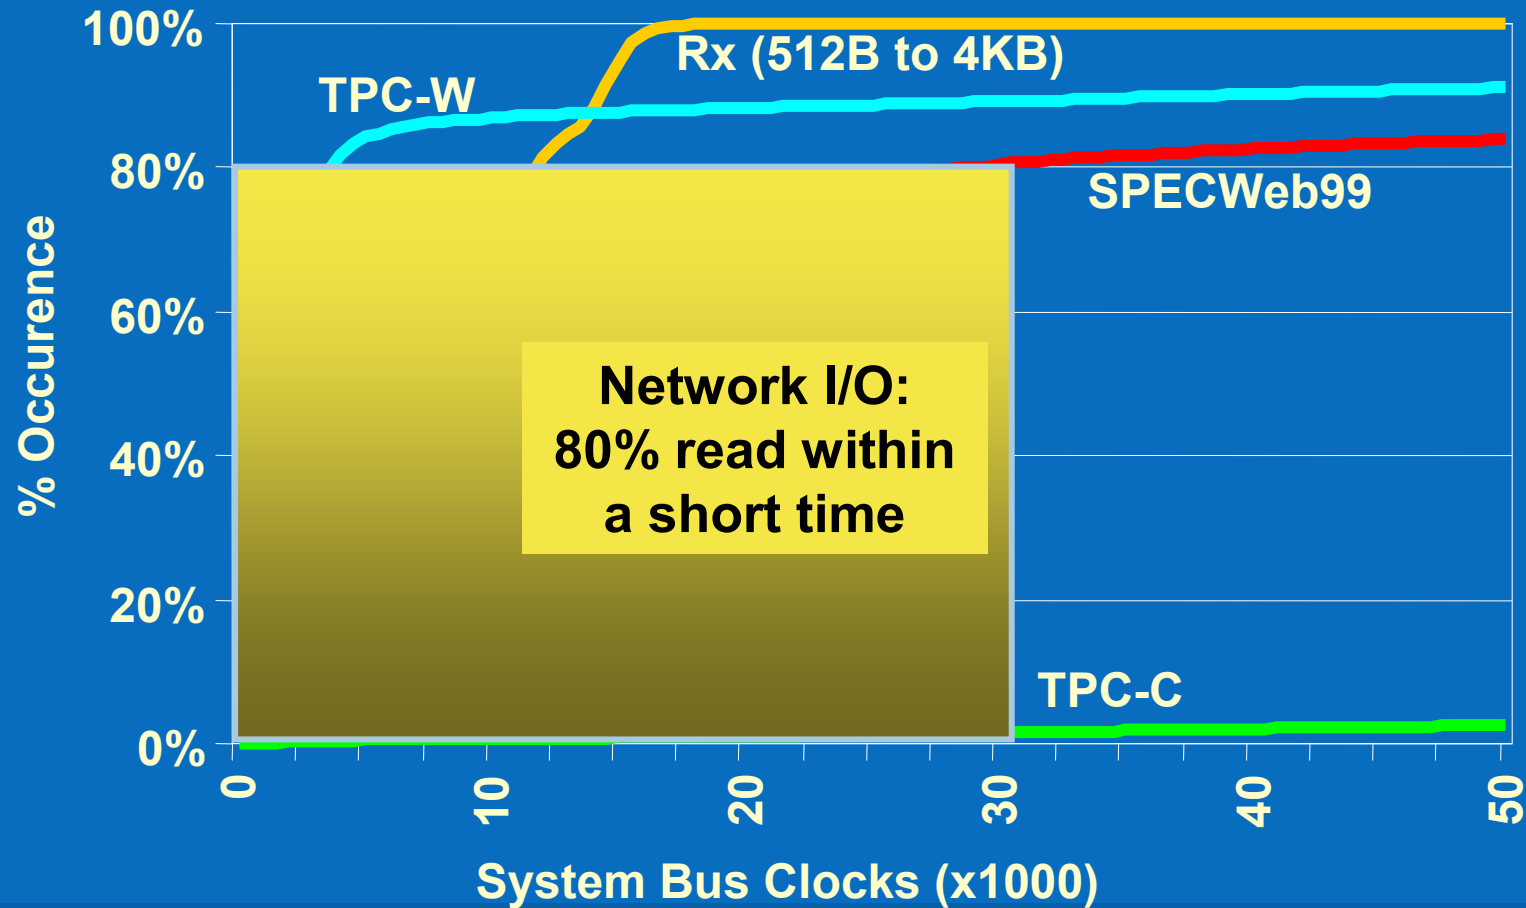 100%
Rx (512B to 4KB)
TPC-W
80%
SPECWeb99
60%
% Occurence
Network I/O:
80% read within
a short time
40%
20%
TPC-C
0%
0
10
20
30
40
50
System Bus Clocks (x1000)